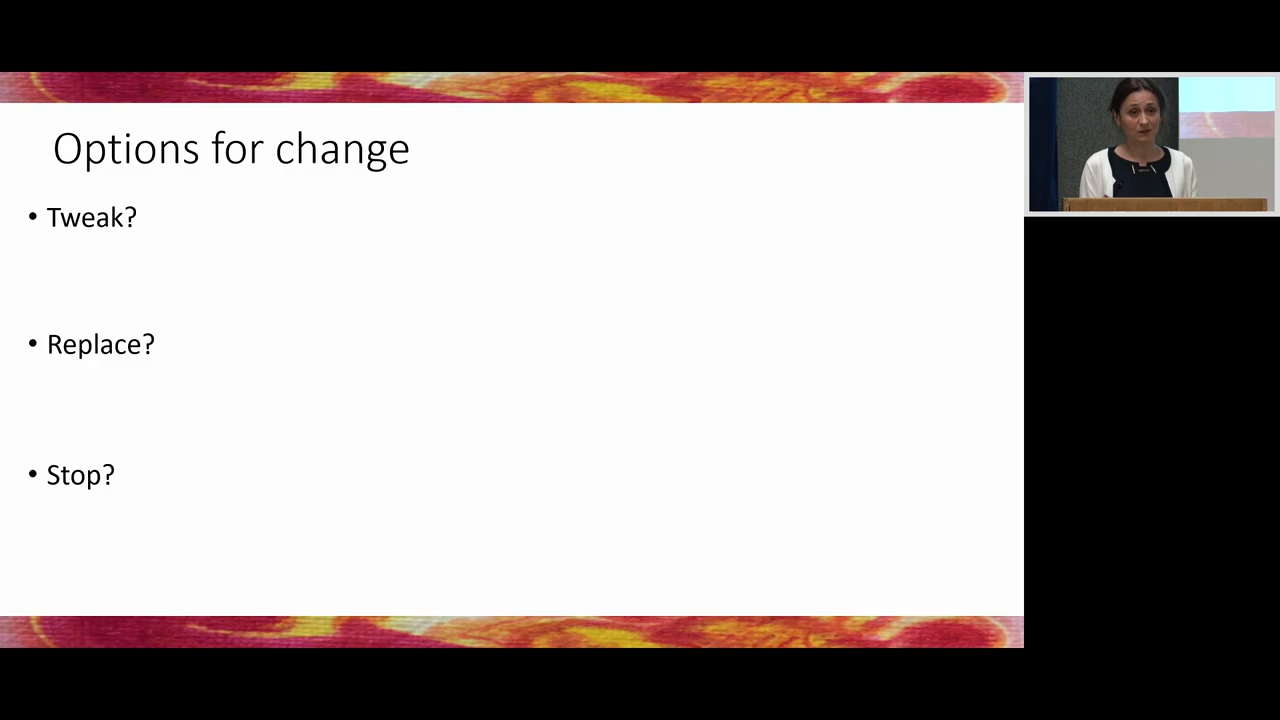 Options for change
• Tweak?
• Replace?
• Stop?